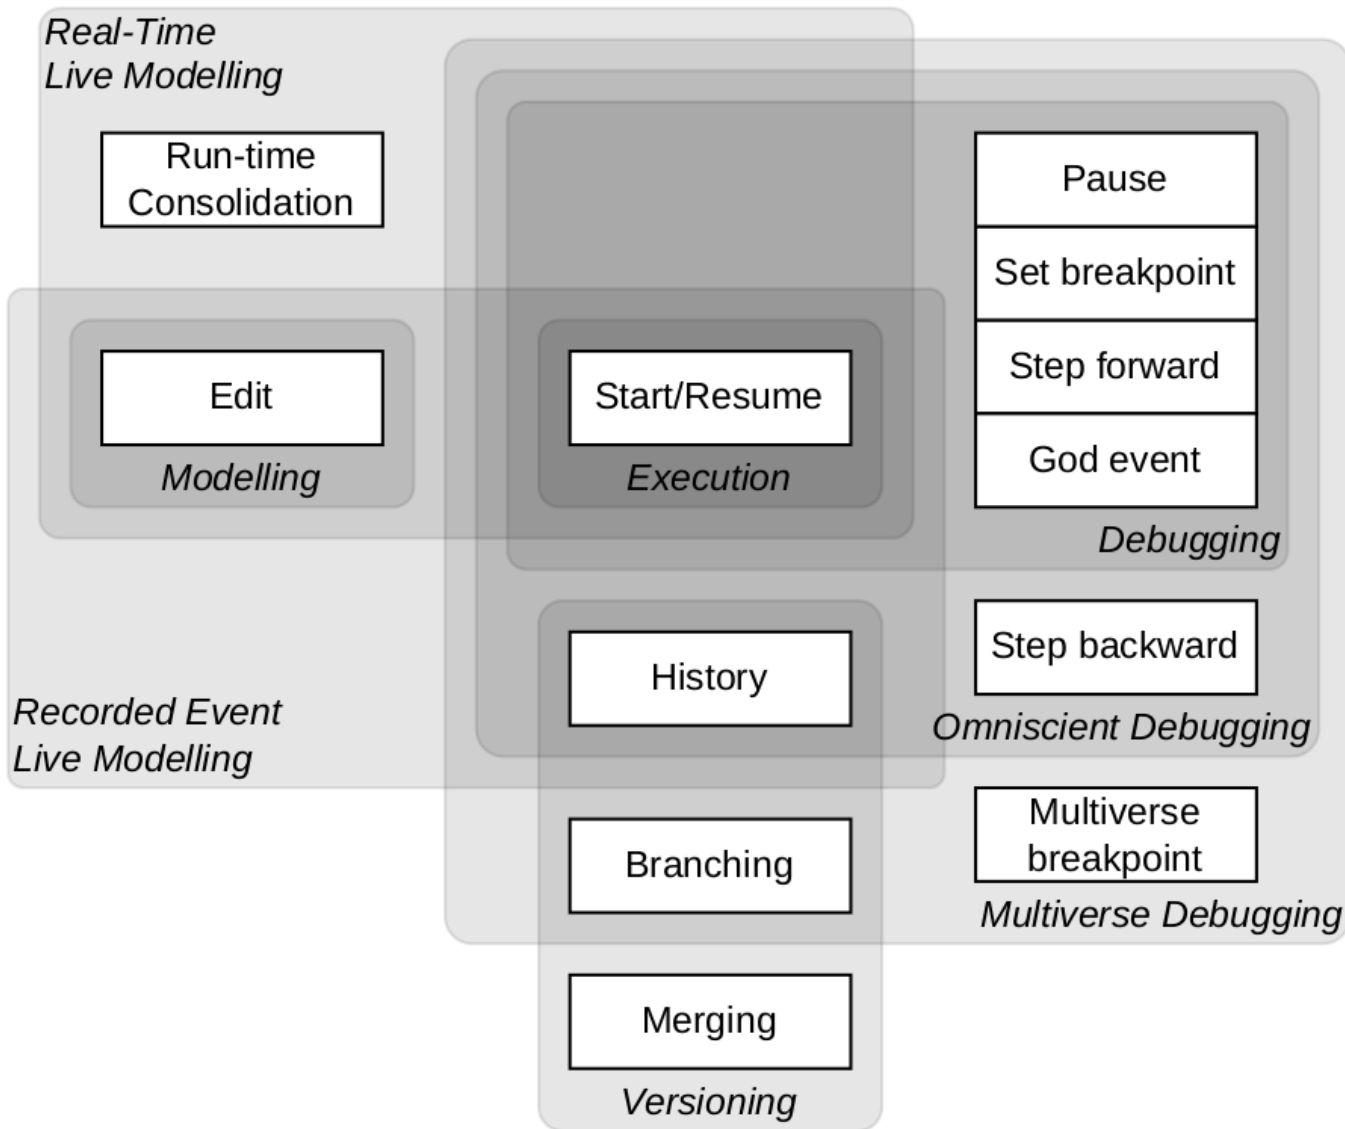 Real-Time
Live Modelling
Run-time
Consolidation
Pause
Set breakpoint
Step forward
God event
Debugging
Edit
Modelling
Start/Resume
Execution
History
Step backward
Omniscient Debugging
Recorded Event
Live Modelling
Branching
Multiverse
breakpoint
Multiverse Debugging
Merging
Versioning